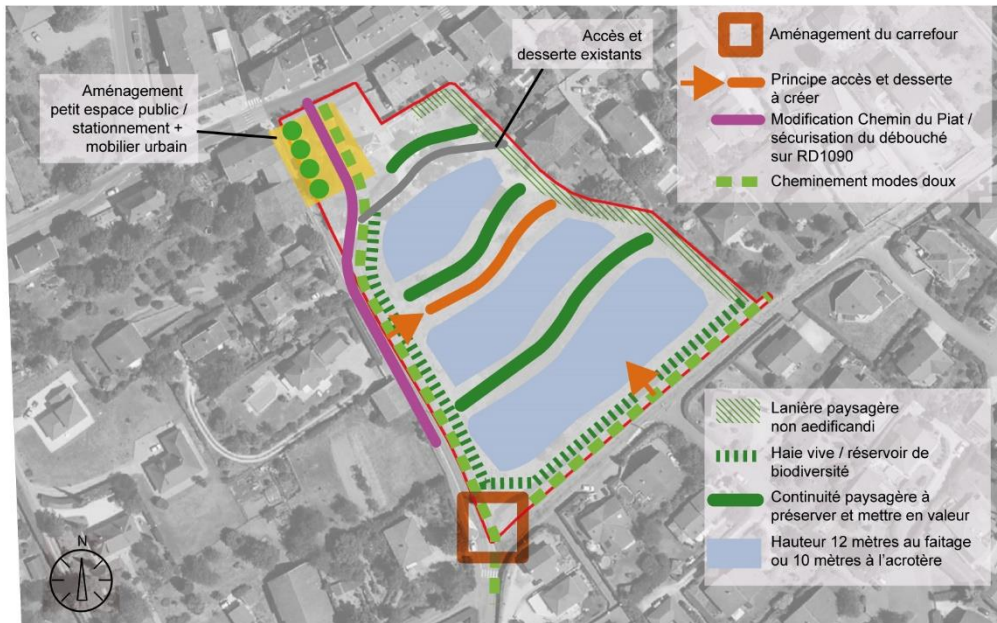 Aménagement
petit espace public /
stationnement +
mobilier urbain
Accès et
desserte existants
Aménagement du carrefour
Principe accès et desserte
à créer
Modification Chemin du Piat /
sécurisation du débouché
sur RD1090
Cheminement modes doux
Lanière paysagère
non aedificandi
Haie vive / réservoir de
biodiversité
Continuité paysagère à
préserver et mettre en valeur
Hauteur 12 mètres au faitage
ou 10 mètres à l'acrotère
N